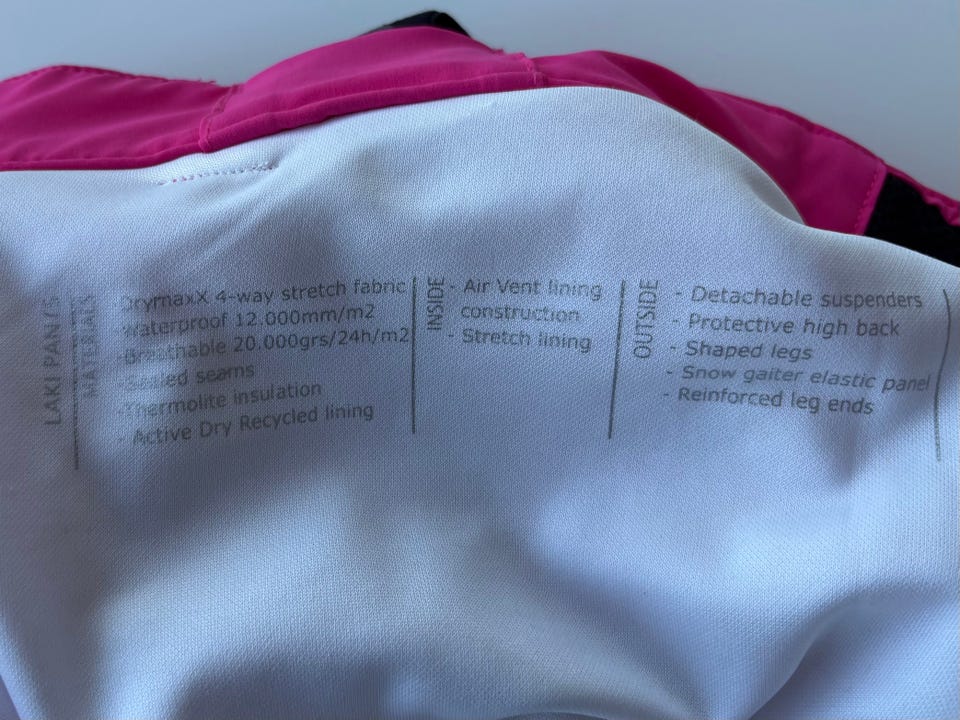 LAKI PANTS
MATERIALS
DrymaxX 4-way stretch fabric
-Waterproof 12.000mm/m2
-Breathable 20.000grs/24h/m2
-Sealed seams
-Thermolite insulation
- Active Dry Recycled lining
INSIDE
- Air Vent lining
construction
- Stretch lining
OUTSIDE
- Detachable suspenders
- Protective high back
- Shaped legs
- Snow gaiter elastic panel
- Reinforced leg ends